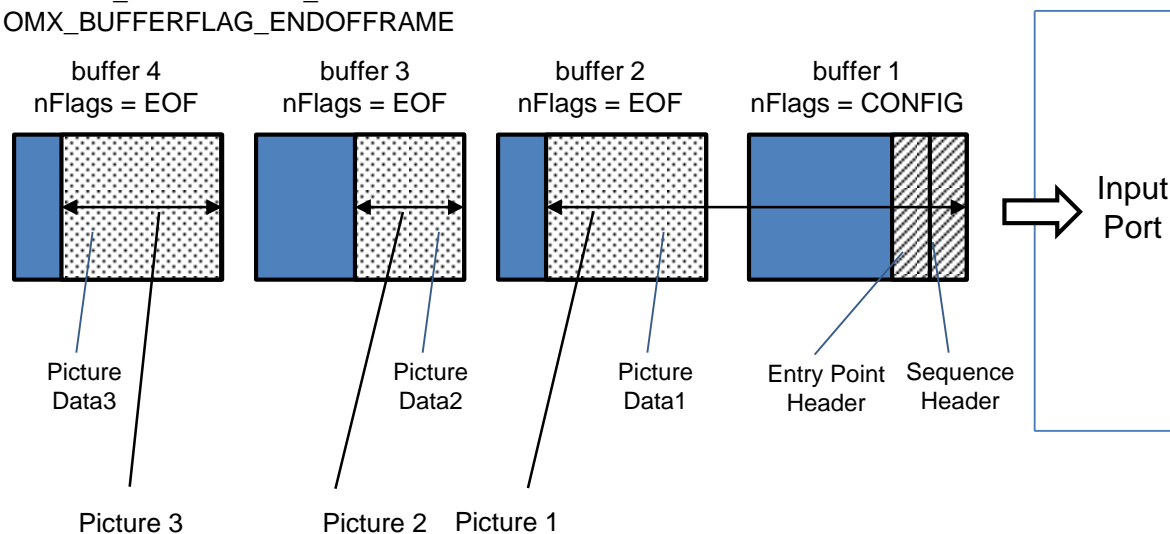 OMX_BUFFERFLAG_ENDOFFRAME
buffer 4
nFlags = EOF
buffer 3
nFlags = EOF
buffer 2
nFlags = EOF
buffer 1
nFlags = CONFIG
Input
Port
Picture
Data3
Picture
Data2
Picture
Data1
Entry Point
Header
Sequence
Header
Picture 3
Picture 2
Picture 1